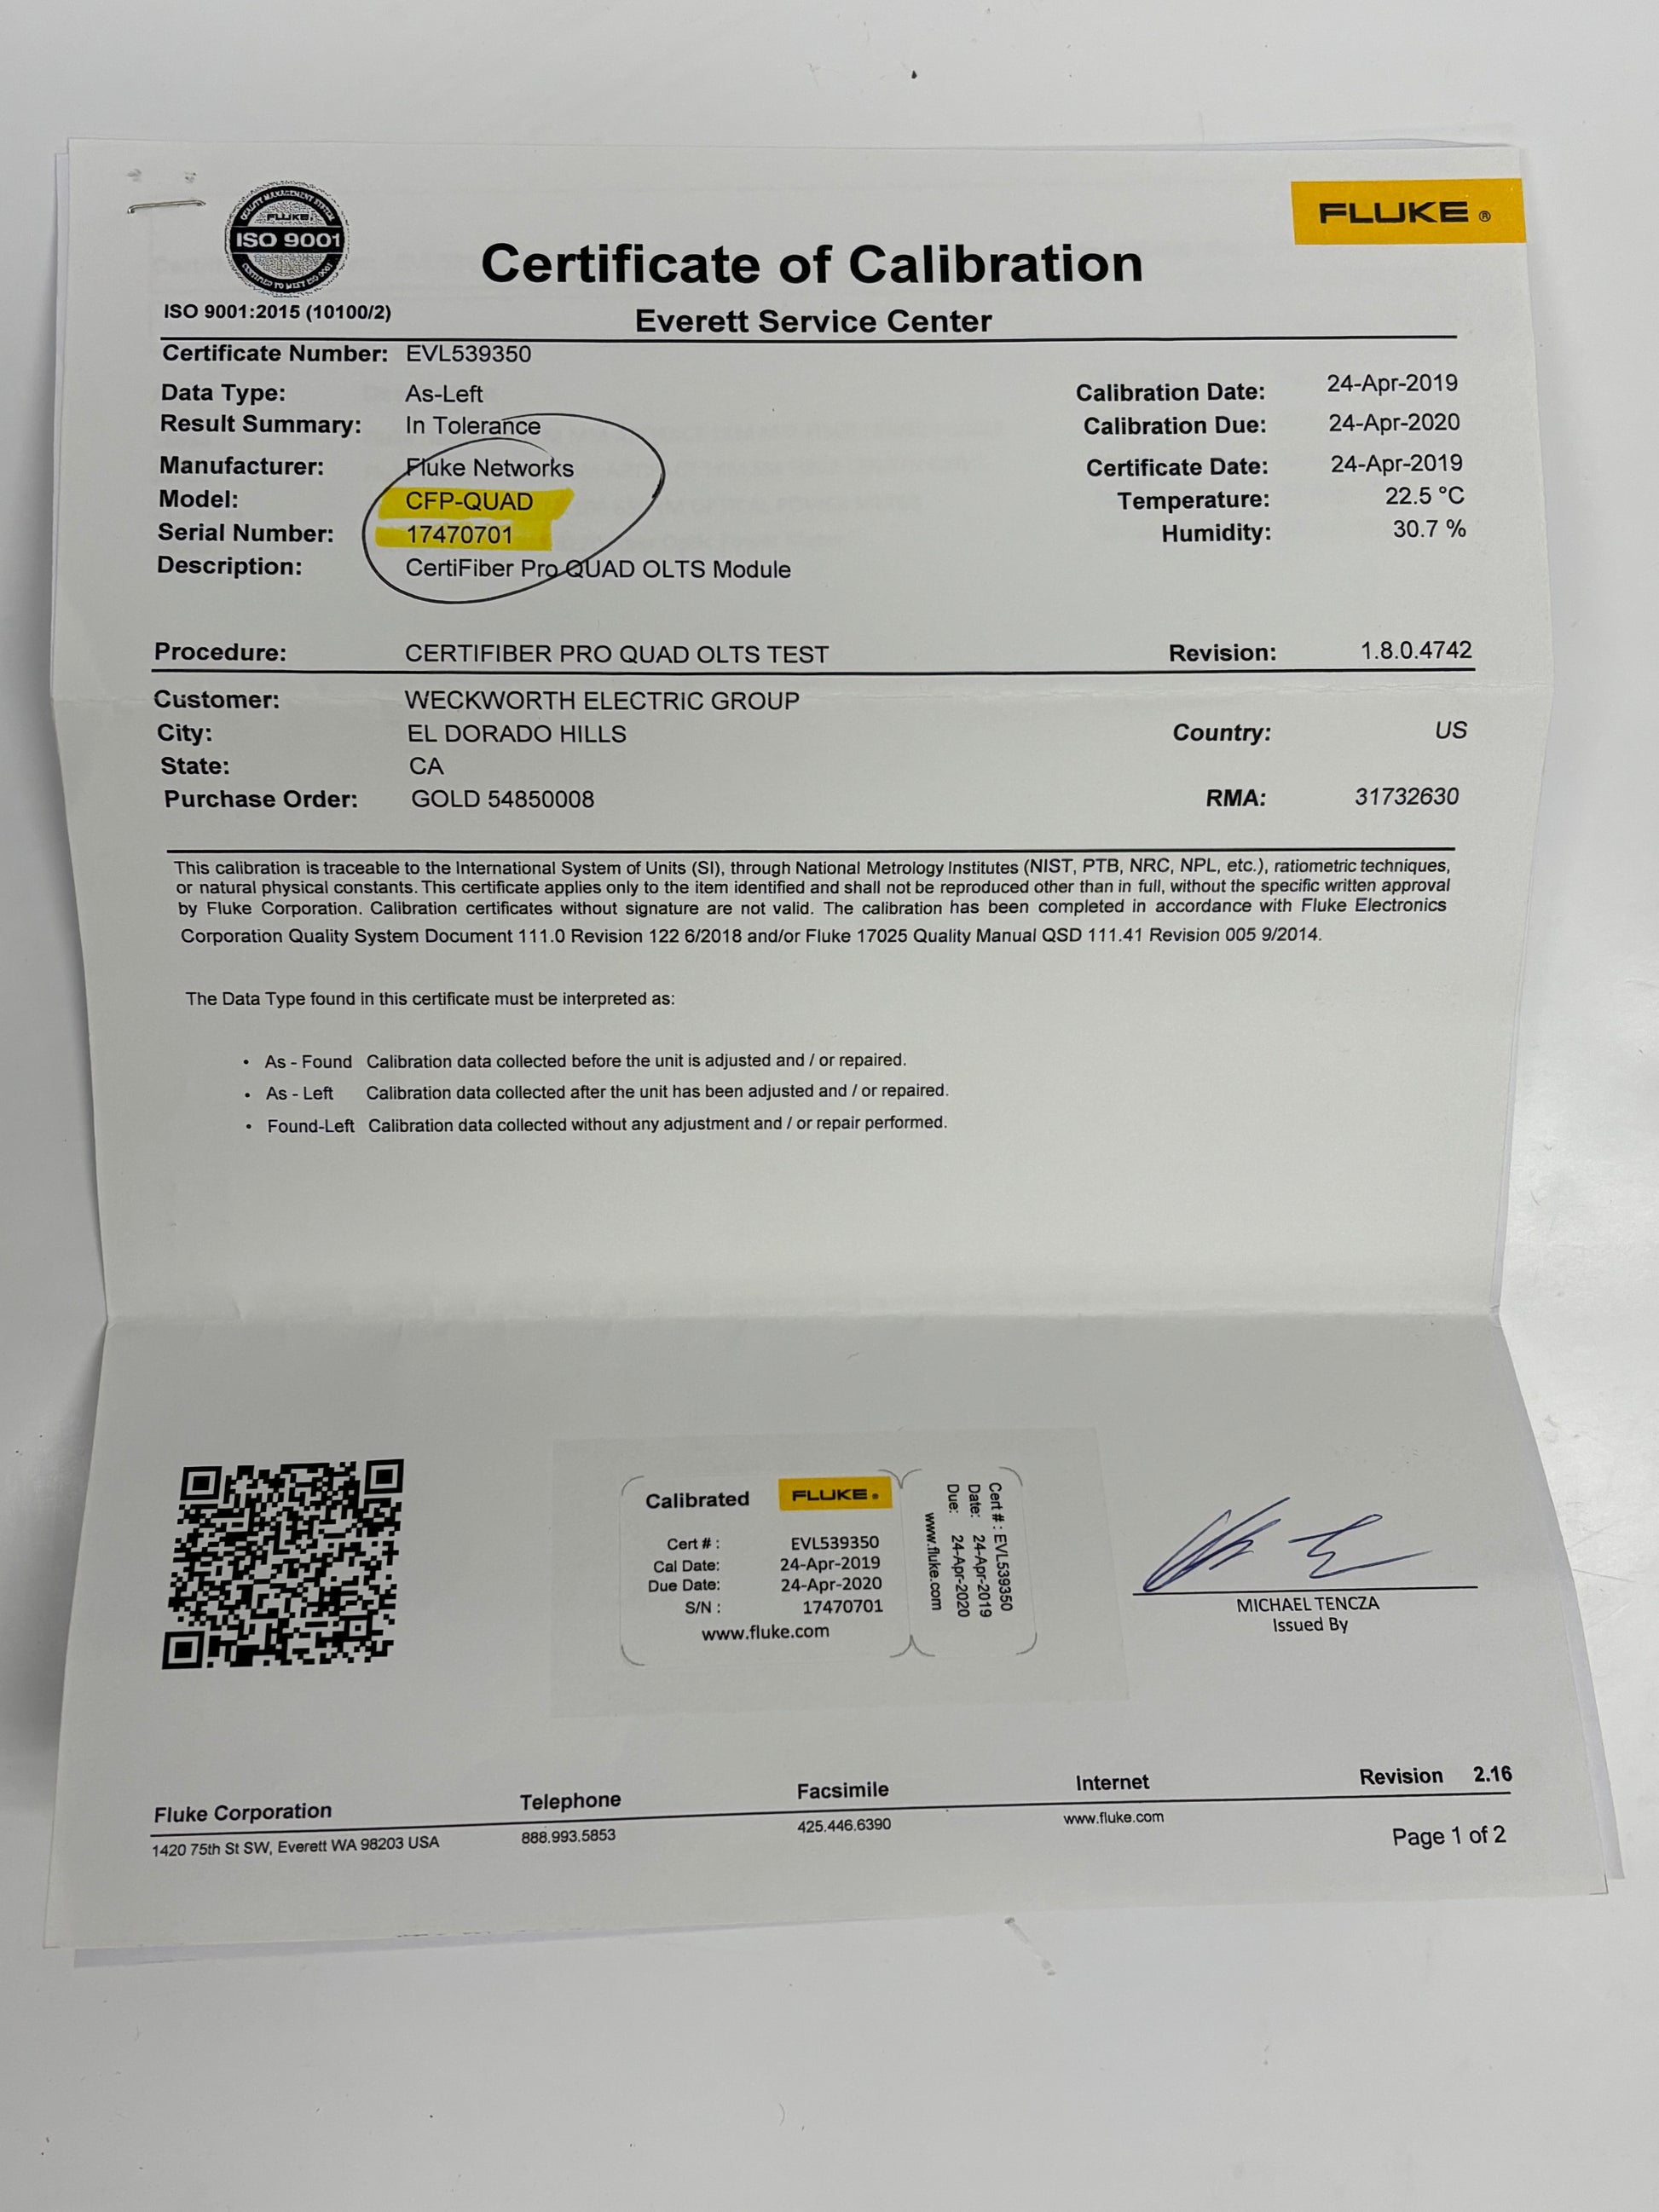 QUALITY MANAGEMENT SYSTEM
FLUKE
ISO 9001
CERTIFIED TO MEET ISO 9001
FLUKE ®
Certificate of Calibration
ISO 9001:2015 (10100/2)
Everett Service Center
Certificate Number: EVL539350
Data Type: As-Left Calibration Date: 24-Apr-2019
Result Summary: In Tolerance Calibration Due: 24-Apr-2020
Manufacturer: Fluke Networks Certificate Date: 24-Apr-2019
Model: CFP-QUAD Temperature: 22.5 °C
Serial Number: 17470701 Humidity: 30.7 %
Description: CertiFiber Pro QUAD OLTS Module
Procedure: CERTIFIBER PRO QUAD OLTS TEST Revision: 1.8.0.4742
Customer: WECKWORTH ELECTRIC GROUP
City: EL DORADO HILLS Country: US
State: CA
Purchase Order: GOLD 54850008 RMA: 31732630
This calibration is traceable to the International System of Units (SI), through National Metrology Institutes (NIST, PTB, NRC, NPL, etc.), ratiometric techniques,
or natural physical constants. This certificate applies only to the item identified and shall not be reproduced other than in full, without the specific written approval
by Fluke Corporation. Calibration certificates without signature are not valid. The calibration has been completed in accordance with Fluke Electronics
Corporation Quality System Document 111.0 Revision 122 6/2018 and/or Fluke 17025 Quality Manual QSD 111.41 Revision 005 9/2014.
The Data Type found in this certificate must be interpreted as:
• As - Found Calibration data collected before the unit is adjusted and / or repaired.
• As - Left Calibration data collected after the unit has been adjusted and / or repaired.
• Found-Left Calibration data collected without any adjustment and / or repair performed.
Calibrated FLUKE ®
Cert # : EVL539350
Cal Date: 24-Apr-2019
Due Date: 24-Apr-2020
S/N : 17470701
www.fluke.com
Cert # : EVL539350
Date: 24-Apr-2019
Due: 24-Apr-2020
www.fluke.com
MICHAEL TENCZA
Issued By
Fluke Corporation Telephone Facsimile Internet Revision 2.16
1420 75th St SW, Everett WA 98203 USA 888.993.5853 425.446.6390 www.fluke.com Page 1 of 2